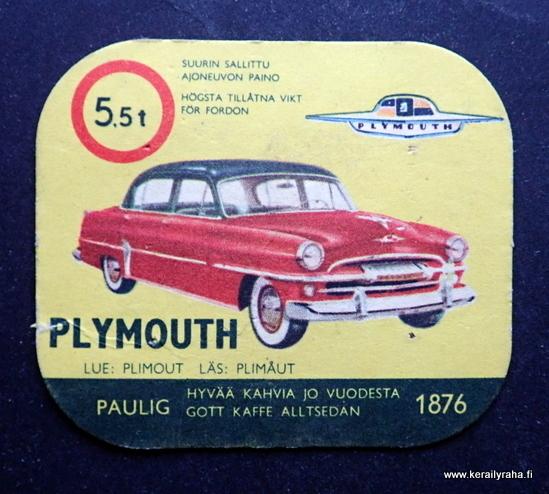 5,5 t
SUURIN SALLITTU
AJONEUVON PAINO
HÖGSTA TILLÅTNA VIKT
FÖR FORDON
PLYMOUTH
PLYMOUTH
LUE: PLIMOUT LÄS: PLIMAUT
PAULIG
HYVÄÄ KAHVIA JO VUODESTA
GOTT KAFFE ALLTSEDAN
1876
www.kerailyraha.fi